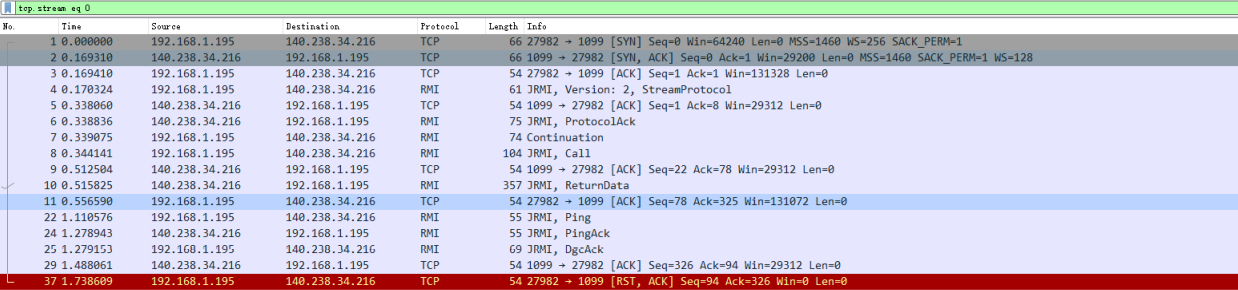 tcp.stream eq 0
No. Time Source Destination Protocol Length Info
1 0.000000 192.168.1.195 140.238.34.216 TCP 66 27982 → 1099 [SYN] Seq=0 Win=64240 Len=0 MSS=1460 WS=256 SACK_PERM=1
2 0.169310 140.238.34.216 192.168.1.195 TCP 66 1099 → 27982 [SYN, ACK] Seq=0 Ack=1 Win=29200 Len=0 MSS=1460 SACK_PERM=1 WS=128
3 0.169410 192.168.1.195 140.238.34.216 TCP 54 27982 → 1099 [ACK] Seq=1 Ack=1 Win=131328 Len=0
4 0.170324 192.168.1.195 140.238.34.216 RMI 61 JRMI, Version: 2, StreamProtocol
5 0.338060 140.238.34.216 192.168.1.195 TCP 54 1099 → 27982 [ACK] Seq=1 Ack=8 Win=29312 Len=0
6 0.338836 140.238.34.216 192.168.1.195 RMI 75 JRMI, ProtocolAck
7 0.339075 192.168.1.195 140.238.34.216 RMI 74 Continuation
8 0.344141 192.168.1.195 140.238.34.216 RMI 104 JRMI, Call
9 0.512504 140.238.34.216 192.168.1.195 TCP 54 1099 → 27982 [ACK] Seq=22 Ack=78 Win=29312 Len=0
10 0.515825 140.238.34.216 192.168.1.195 RMI 357 JRMI, ReturnData
11 0.556590 192.168.1.195 140.238.34.216 TCP 54 27982 → 1099 [ACK] Seq=78 Ack=325 Win=131072 Len=0
22 1.110576 192.168.1.195 140.238.34.216 RMI 55 JRMI, Ping
24 1.278943 140.238.34.216 192.168.1.195 RMI 55 JRMI, PingAck
25 1.279153 192.168.1.195 140.238.34.216 RMI 69 JRMI, DgcAck
29 1.488061 140.238.34.216 192.168.1.195 TCP 54 1099 → 27982 [ACK] Seq=326 Ack=94 Win=29312 Len=0
37 1.738609 192.168.1.195 140.238.34.216 TCP 54 27982 → 1099 [RST, ACK] Seq=94 Ack=326 Win=0 Len=0